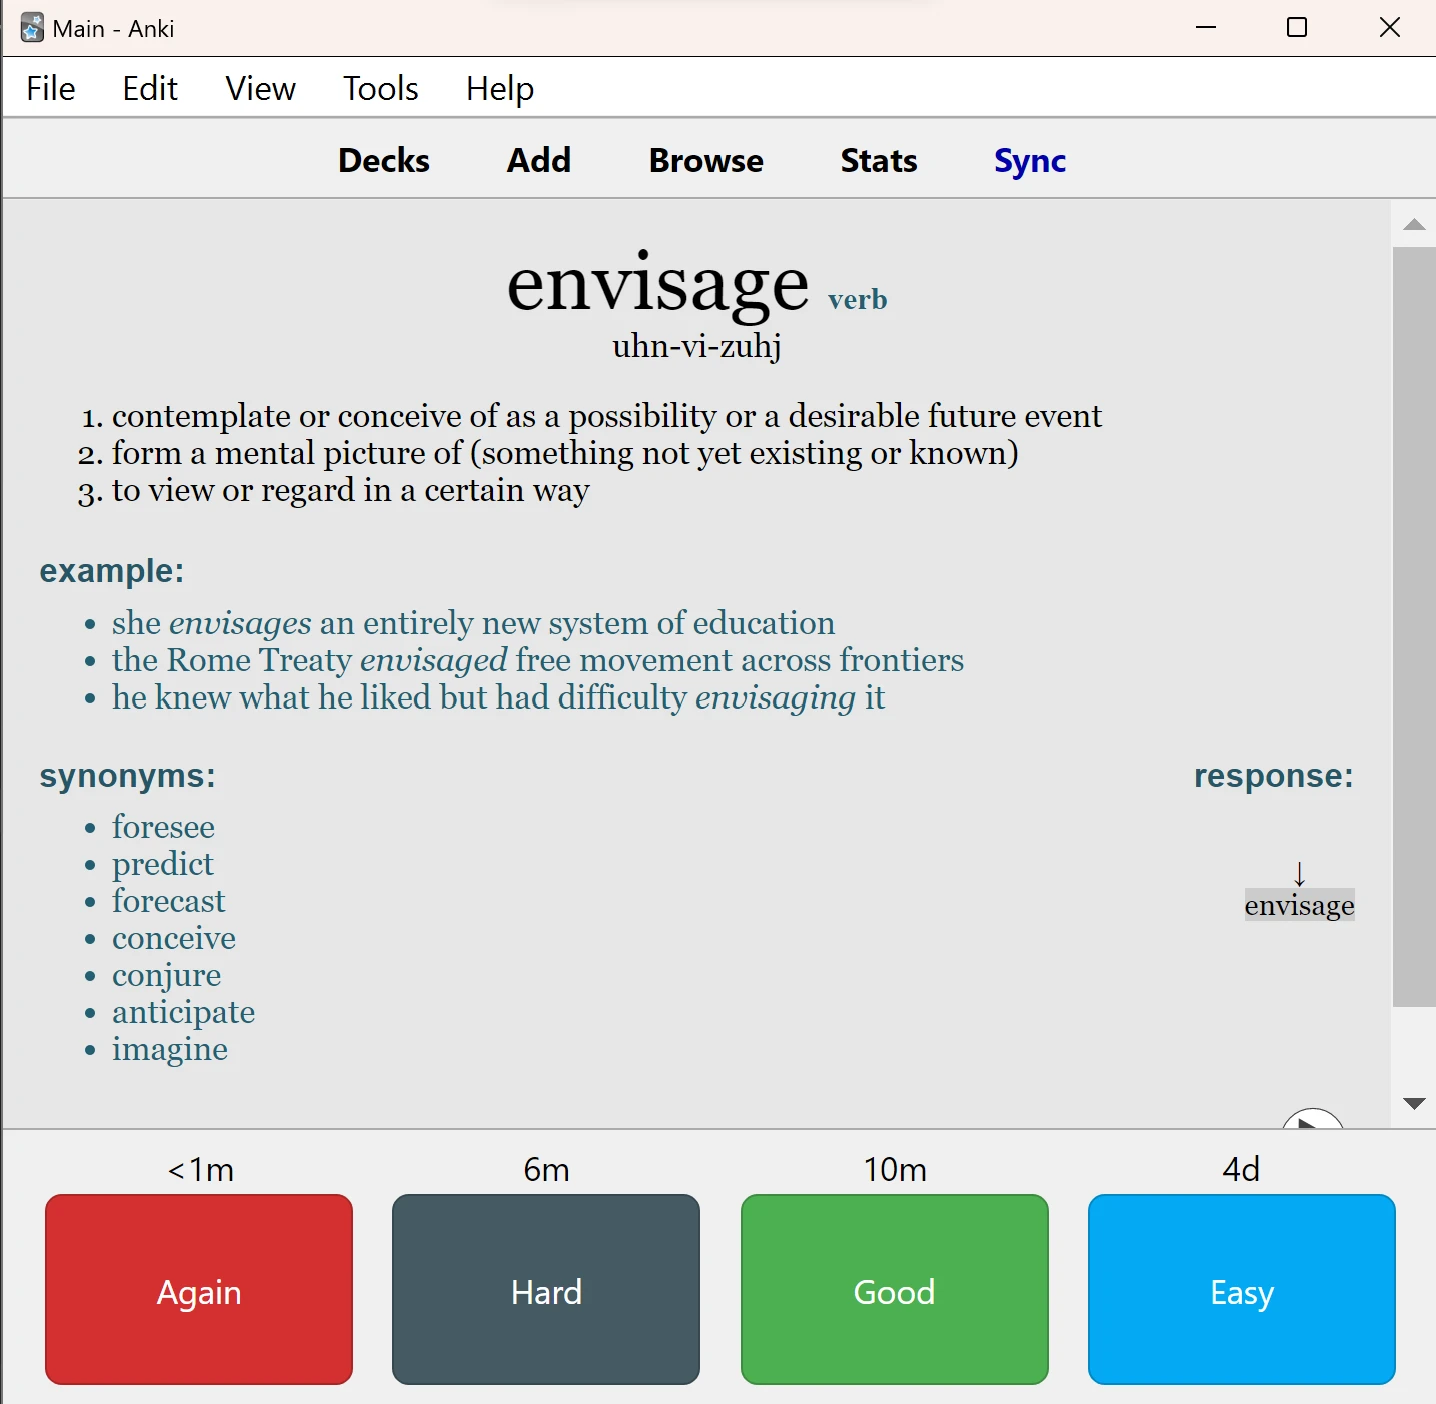 Main - Anki
File Edit View Tools Help
Decks Add Browse Stats Sync
envisage verb
uhn-vi-zuhj
1. contemplate or conceive of as a possibility or a desirable future event
2. form a mental picture of (something not yet existing or known)
3. to view or regard in a certain way
example:
• she envisages an entirely new system of education
• the Rome Treaty envisaged free movement across frontiers
• he knew what he liked but had difficulty envisaging it
synonyms:
• foresee
• predict
• forecast
• conceive
• conjure
• anticipate
• imagine
response:
↓
envisage
<1m 6m 10m 4d
Again Hard Good Easy